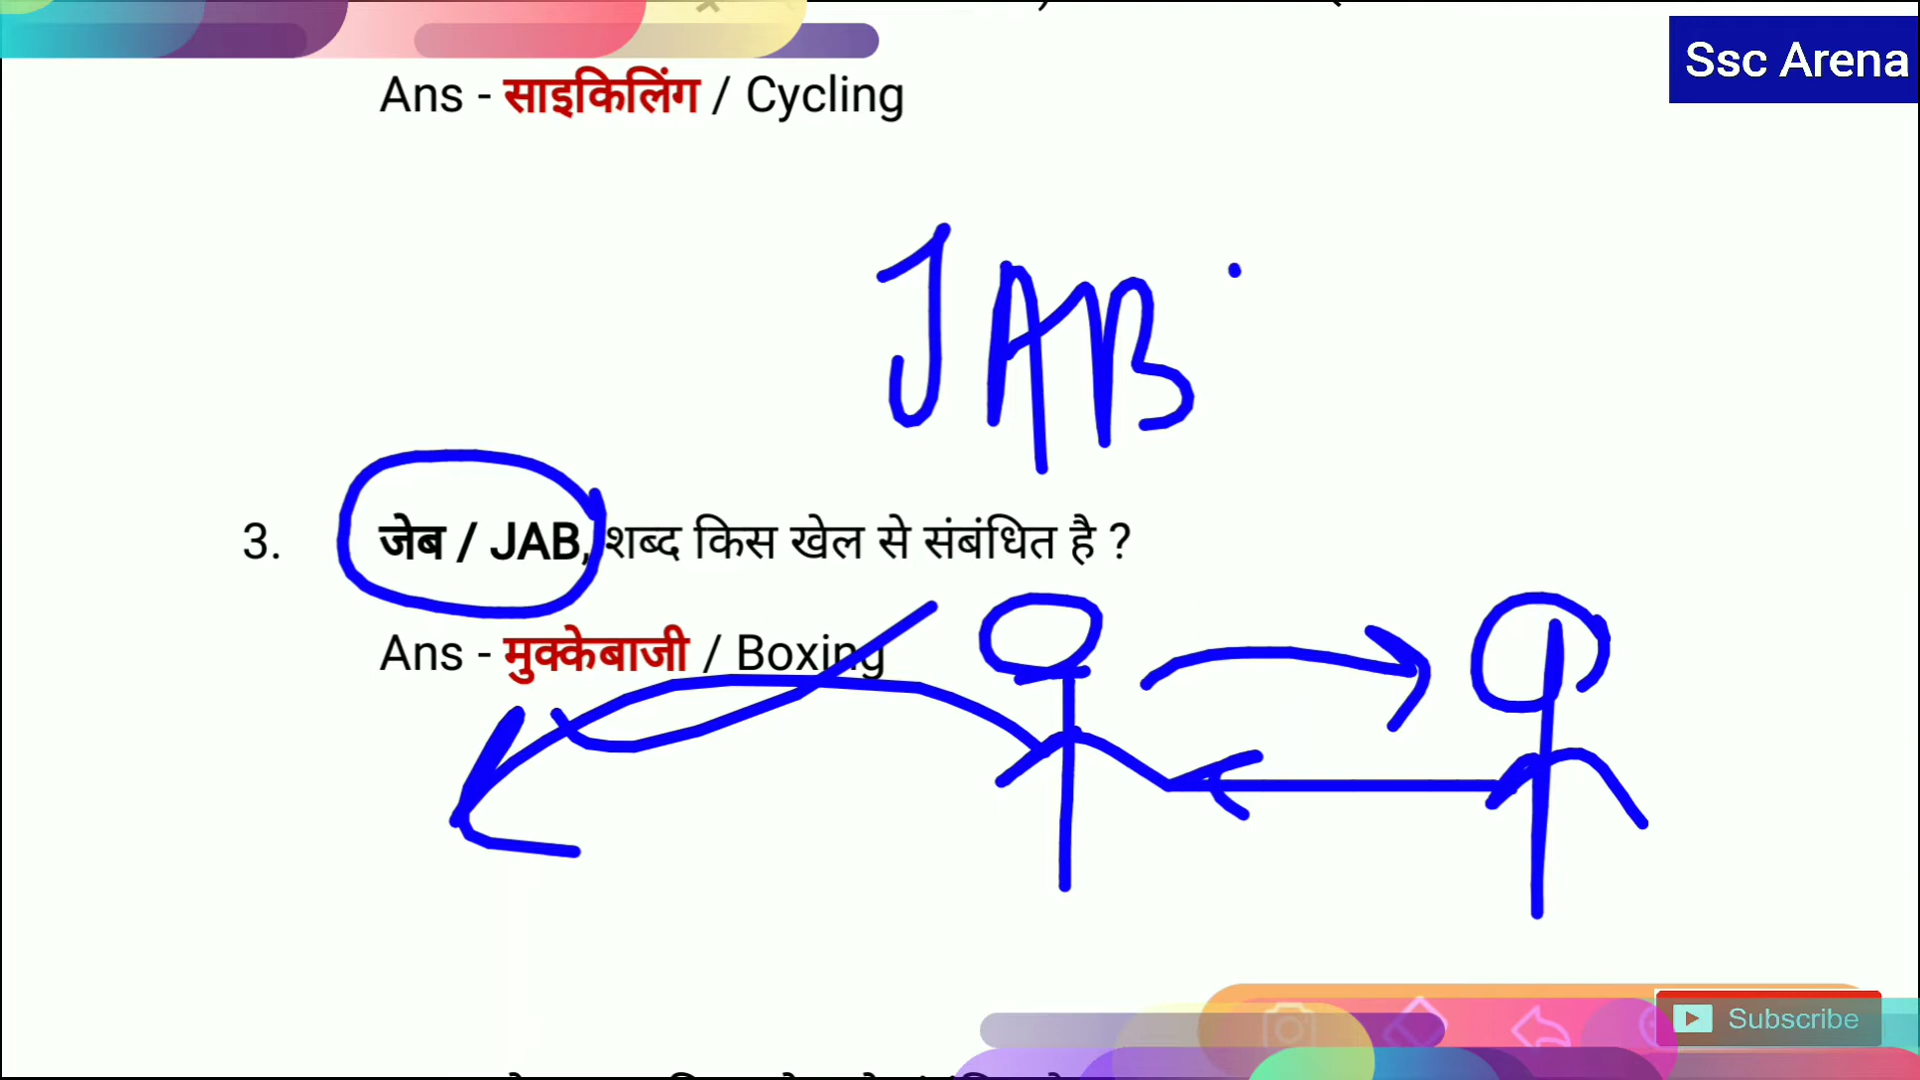 Ssc Arena
Ans - साइकिलिंग / Cycling
JAB
3. जेब / JAB, शब्द किस खेल से संबंधित है ?
Ans - मुक्केबाजी / Boxing
Subscribe